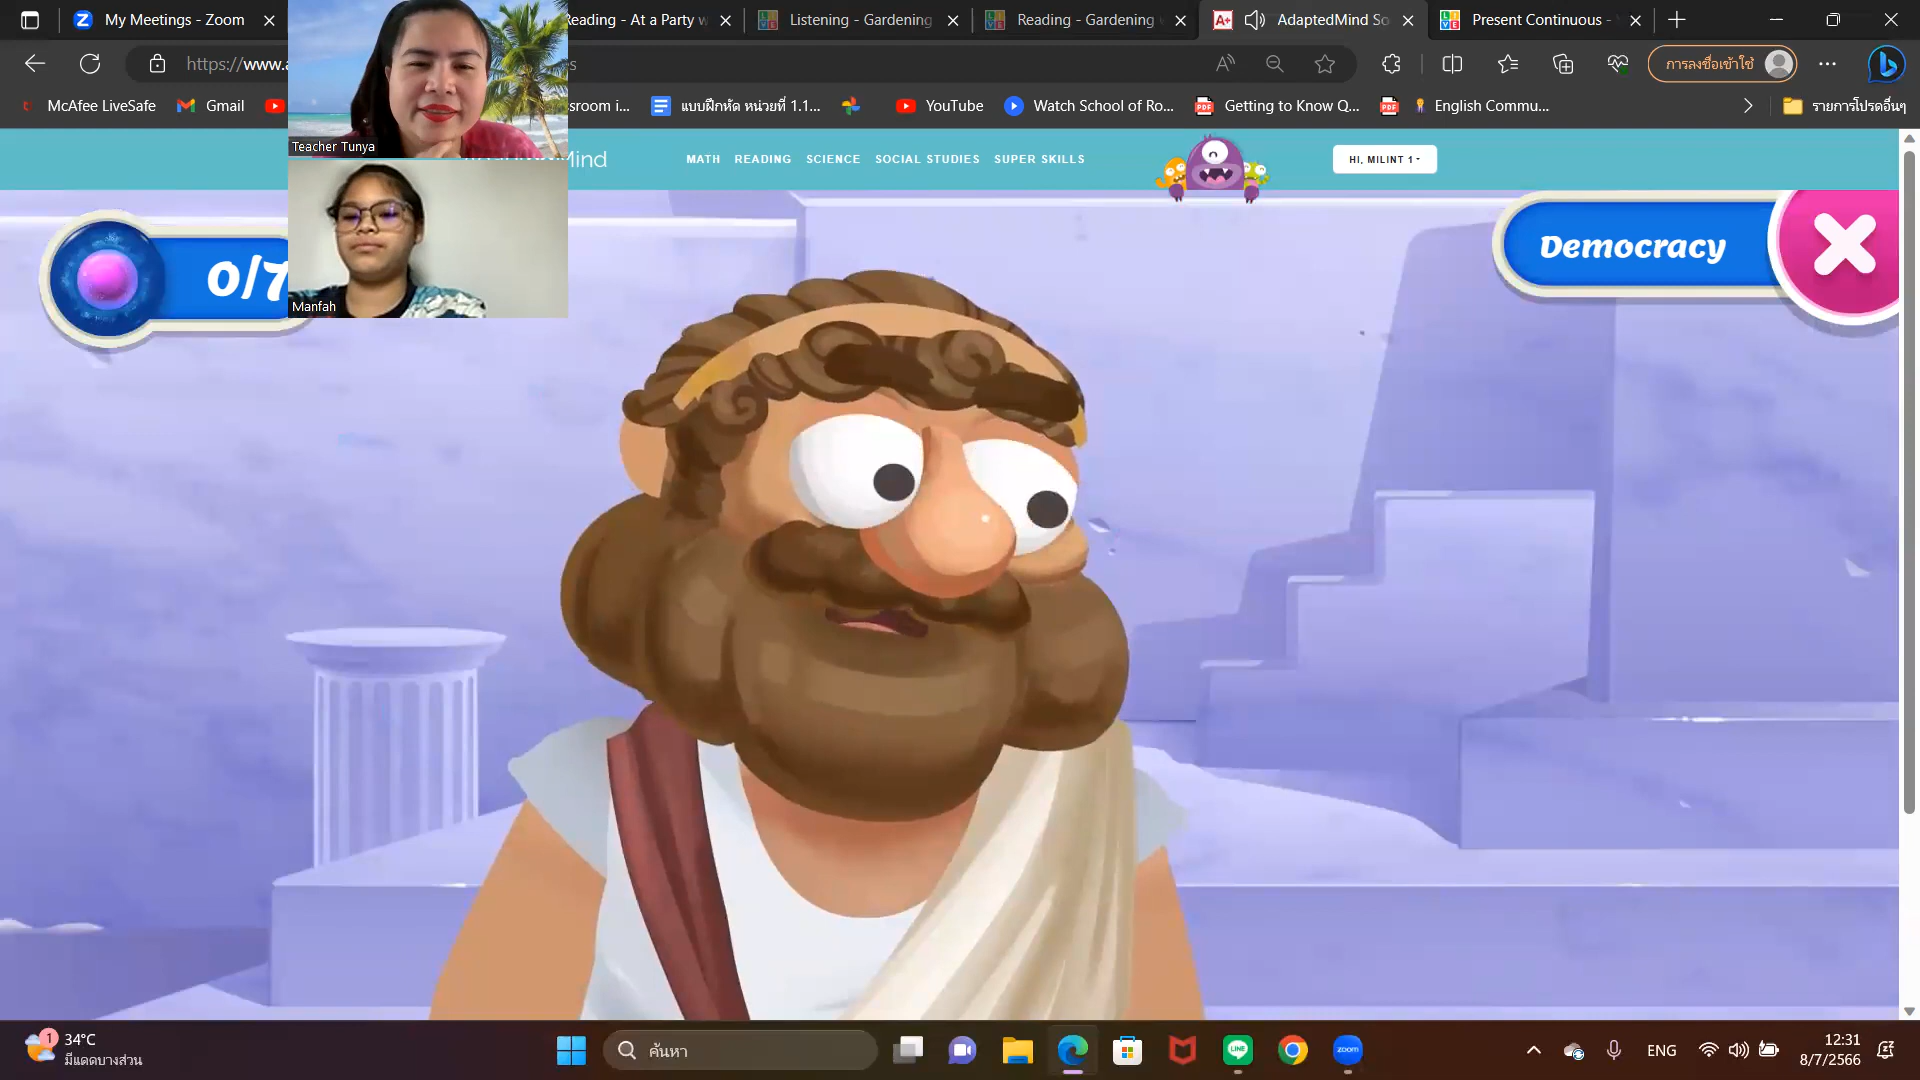 My Meetings - Zoom
Reading - At a Party w
Listening - Gardening
Reading - Gardening
AdaptedMind So
Present Continuous -
https://www.a
s
การลงชื่อเข้าใช้
McAfee LiveSafe
Gmail
sroom i...
แบบฝึกหัด หน่วยที่ 1.1...
YouTube
Watch School of Ro...
Getting to Know Q...
English Commu...
รายการโปรดอื่นๆ
Teacher Tunya
Mind
MATH
READING
SCIENCE
SOCIAL STUDIES
SUPER SKILLS
HI, MILINT 1
0/7
Democracy
Manfah
1
34°C
มีแดดบางส่วน
ค้นหา
LINE
zoom
ENG
12:31
8/7/2566